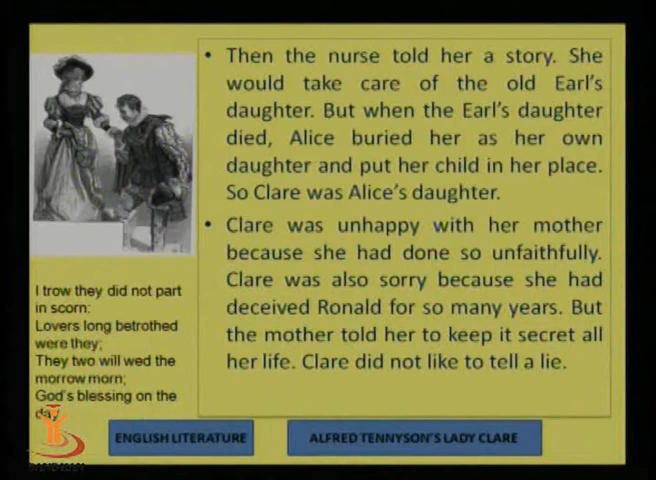 • Then the nurse told her a story. She
would take care of the old Earl's
daughter. But when the Earl's daughter
died, Alice buried her as her own
daughter and put her child in her place.
So Clare was Alice's daughter.
• Clare was unhappy with her mother
because she had done so unfaithfully.
Clare was also sorry because she had
deceived Ronald for so many years. But
the mother told her to keep it secret all
her life. Clare did not like to tell a lie.
I trow they did not part
in scorn:
Lovers long betrothed
were they;
They two will wed the
morrow morn;
God's blessing on the
day
ENGLISH LITERATURE
ALFRED TENNYSON'S LADY CLARE